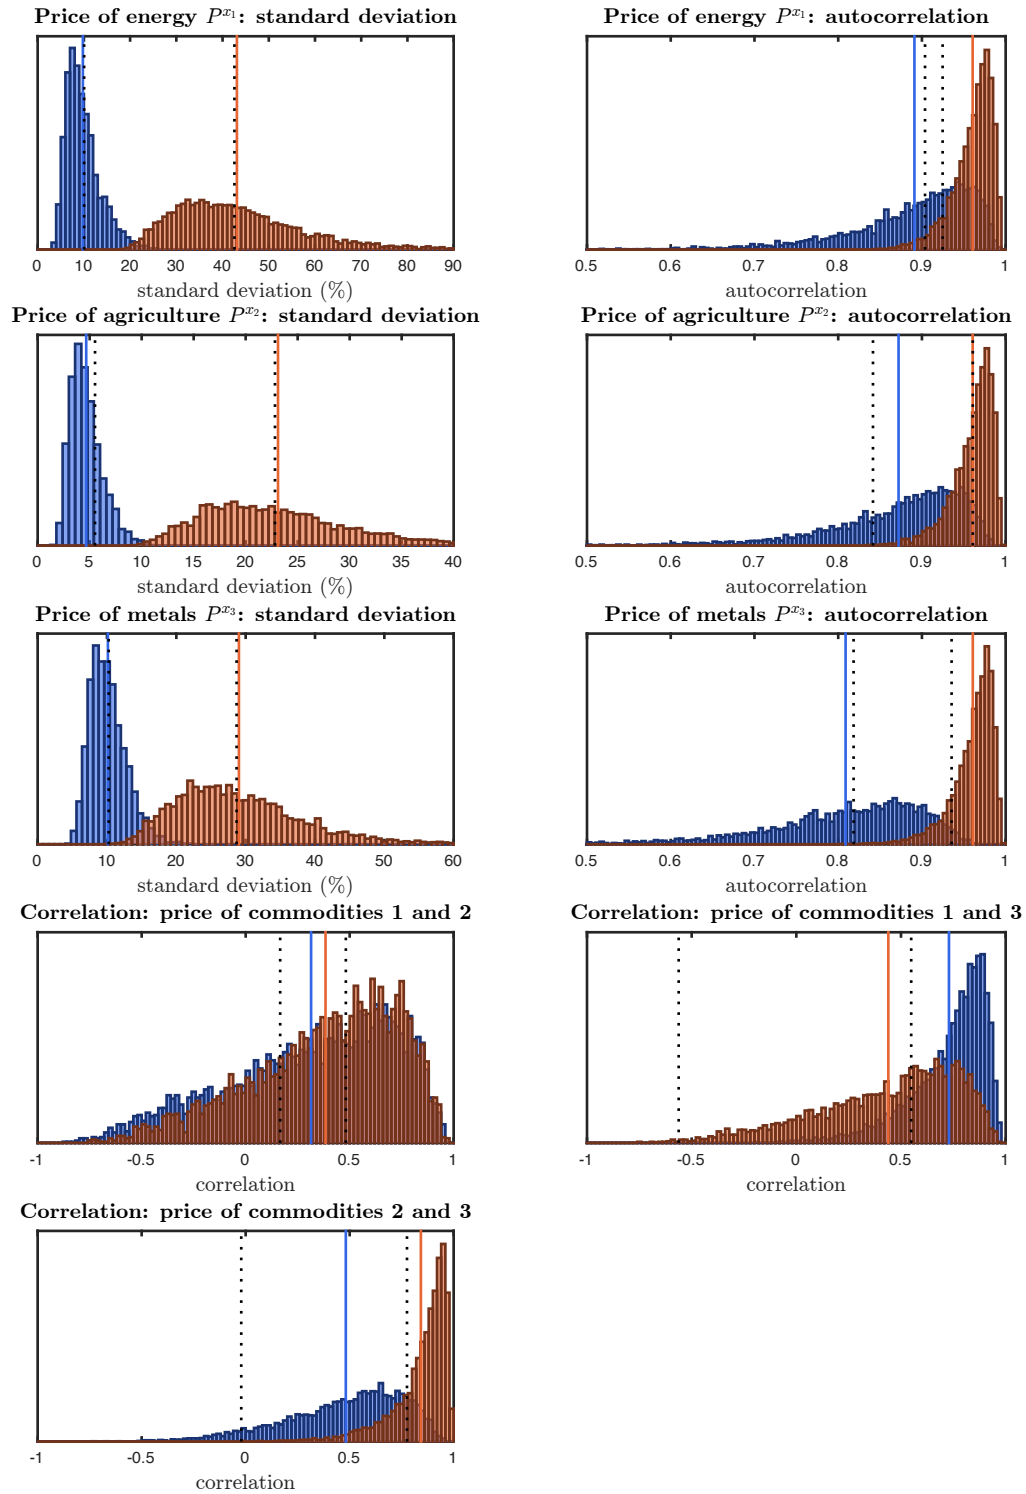 Price of energy P^{x_1}: standard deviation
Price of energy P^{x_1}: autocorrelation
0 10 20 30 40 50 60 70 80 90
0.5 0.6 0.7 0.8 0.9 1
standard deviation (%)
autocorrelation
Price of agriculture P^{x_2}: standard deviation
Price of agriculture P^{x_2}: autocorrelation
0 5 10 15 20 25 30 35 40
0.5 0.6 0.7 0.8 0.9 1
standard deviation (%)
autocorrelation
Price of metals P^{x_3}: standard deviation
Price of metals P^{x_3}: autocorrelation
0 10 20 30 40 50 60
0.5 0.6 0.7 0.8 0.9 1
standard deviation (%)
autocorrelation
Correlation: price of commodities 1 and 2
Correlation: price of commodities 1 and 3
-1 -0.5 0 0.5 1
-1 -0.5 0 0.5 1
correlation
correlation
Correlation: price of commodities 2 and 3
-1 -0.5 0 0.5 1
correlation